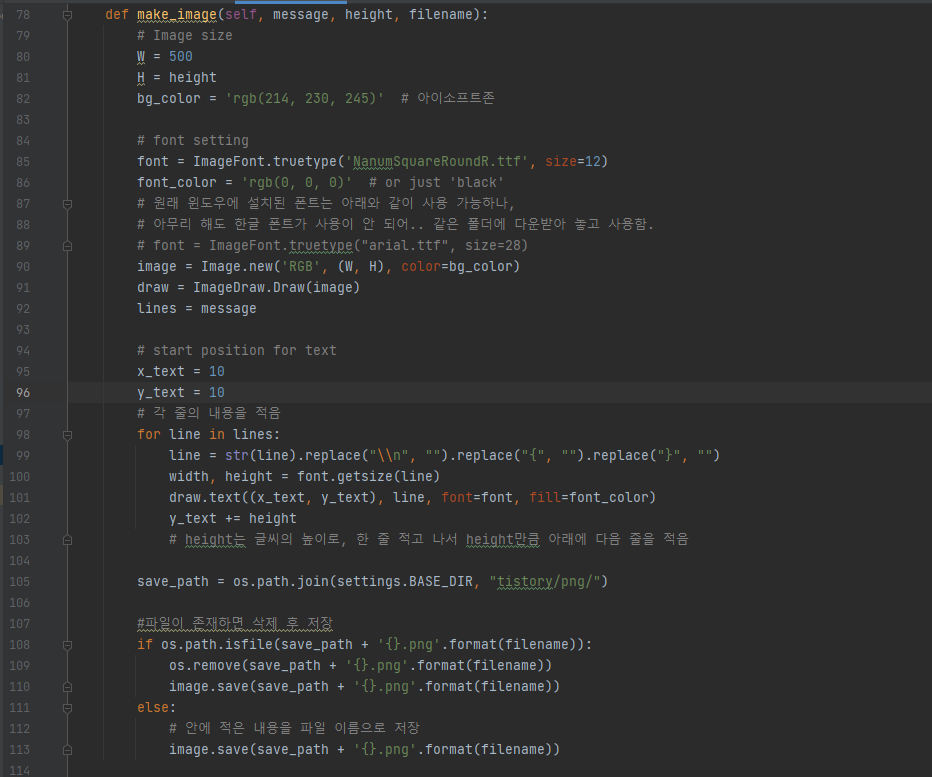 78 def make_image(self, message, height, filename):
79 # Image size
80 W = 500
81 H = height
82 bg_color = 'rgb(214, 230, 245)' # 아이소프트존
83
84 # font setting
85 font = ImageFont.truetype('NanumSquareRoundR.ttf', size=12)
86 font_color = 'rgb(0, 0, 0)' # or just 'black'
87 # 원래 윈도우에 설치된 폰트는 아래와 같이 사용 가능하나,
88 # 아무리 해도 한글 폰트가 사용이 안 되어.. 같은 폴더에 다운받아 놓고 사용함.
89 # font = ImageFont.truetype("arial.ttf", size=28)
90 image = Image.new('RGB', (W, H), color=bg_color)
91 draw = ImageDraw.Draw(image)
92 lines = message
93
94 # start position for text
95 x_text = 10
96 y_text = 10
97 # 각 줄의 내용을 적음
98 for line in lines:
99 line = str(line).replace("\\n", "").replace("{", "").replace("}", "")
100 width, height = font.getsize(line)
101 draw.text((x_text, y_text), line, font=font, fill=font_color)
102 y_text += height
103 # height는 글씨의 높이로, 한 줄 적고 나서 height만큼 아래에 다음 줄을 적음
104
105 save_path = os.path.join(settings.BASE_DIR, "tistory/png/")
106
107 #파일이 존재하면 삭제 후 저장
108 if os.path.isfile(save_path + '{}.png'.format(filename)):
109 os.remove(save_path + '{}.png'.format(filename))
110 image.save(save_path + '{}.png'.format(filename))
111 else:
112 # 안에 적은 내용을 파일 이름으로 저장
113 image.save(save_path + '{}.png'.format(filename))
114